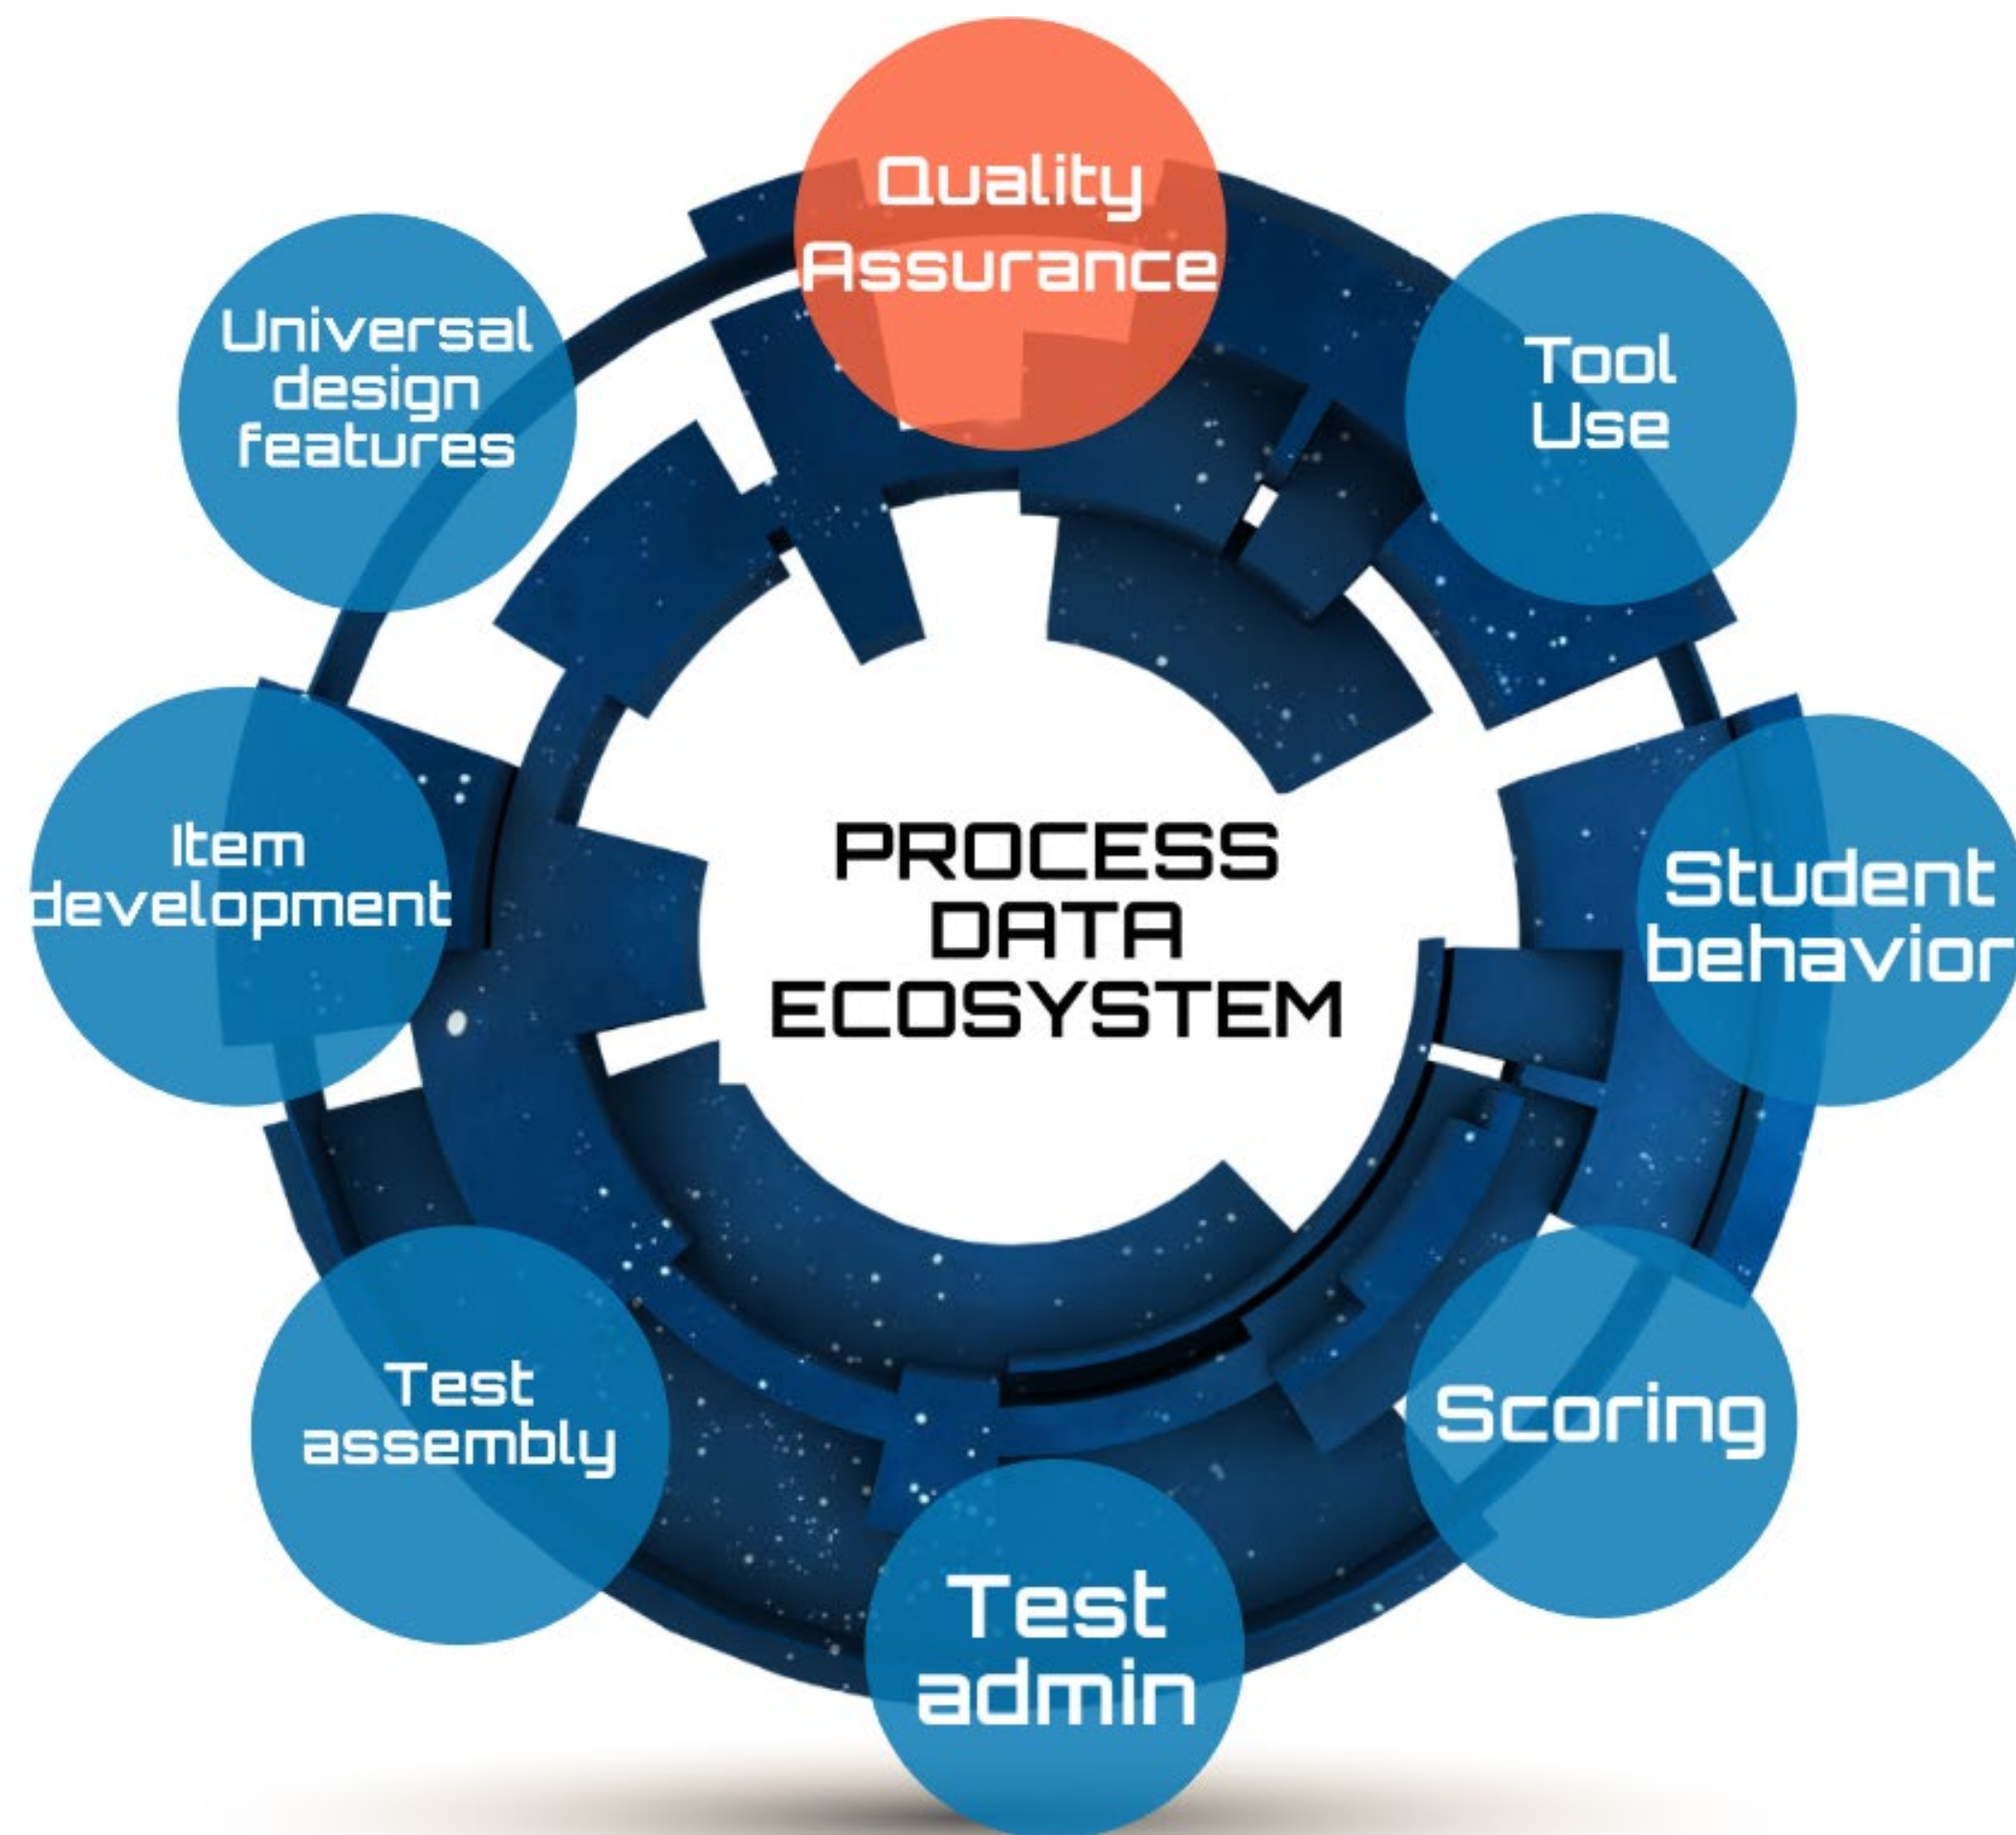 Quality
Assurance
Tool
Use
Student
behavior
Scoring
Test
admin
Test
assembly
Item
development
Universal
design
features
PROCESS
DATA
ECOSYSTEM